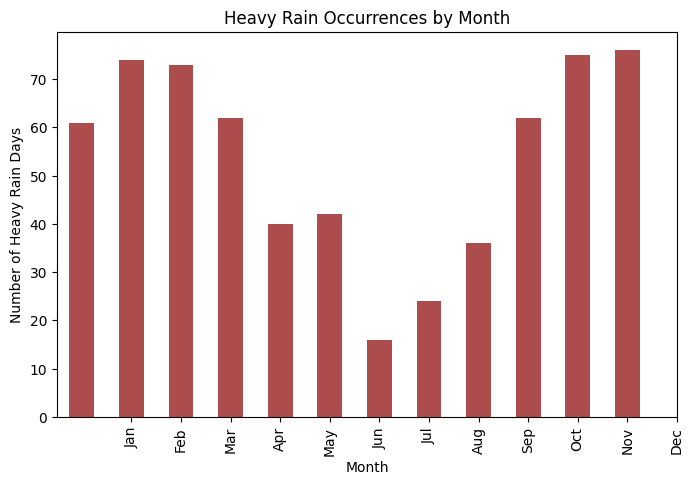 Heavy Rain Occurrences by Month
Number of Heavy Rain Days
70
60
50
40
30
20
10
0
Jan
Feb
Mar
Apr
May
Jun
Jul
Aug
Sep
Oct
Nov
Dec
Month